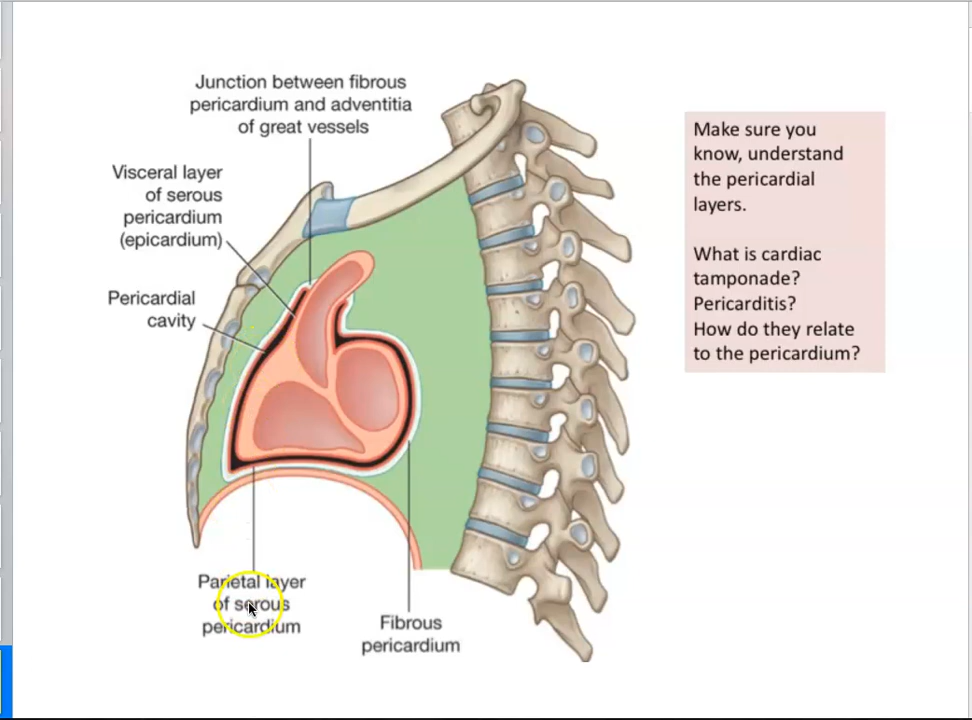 Junction between fibrous
pericardium and adventitia
of great vessels
Visceral layer
of serous
pericardium
(epicardium)
Pericardial
cavity
Parietal layer
of serous
pericardium
Fibrous
pericardium
Make sure you
know, understand
the pericardial
layers.
What is cardiac
tamponade?
Pericarditis?
How do they relate
to the pericardium?